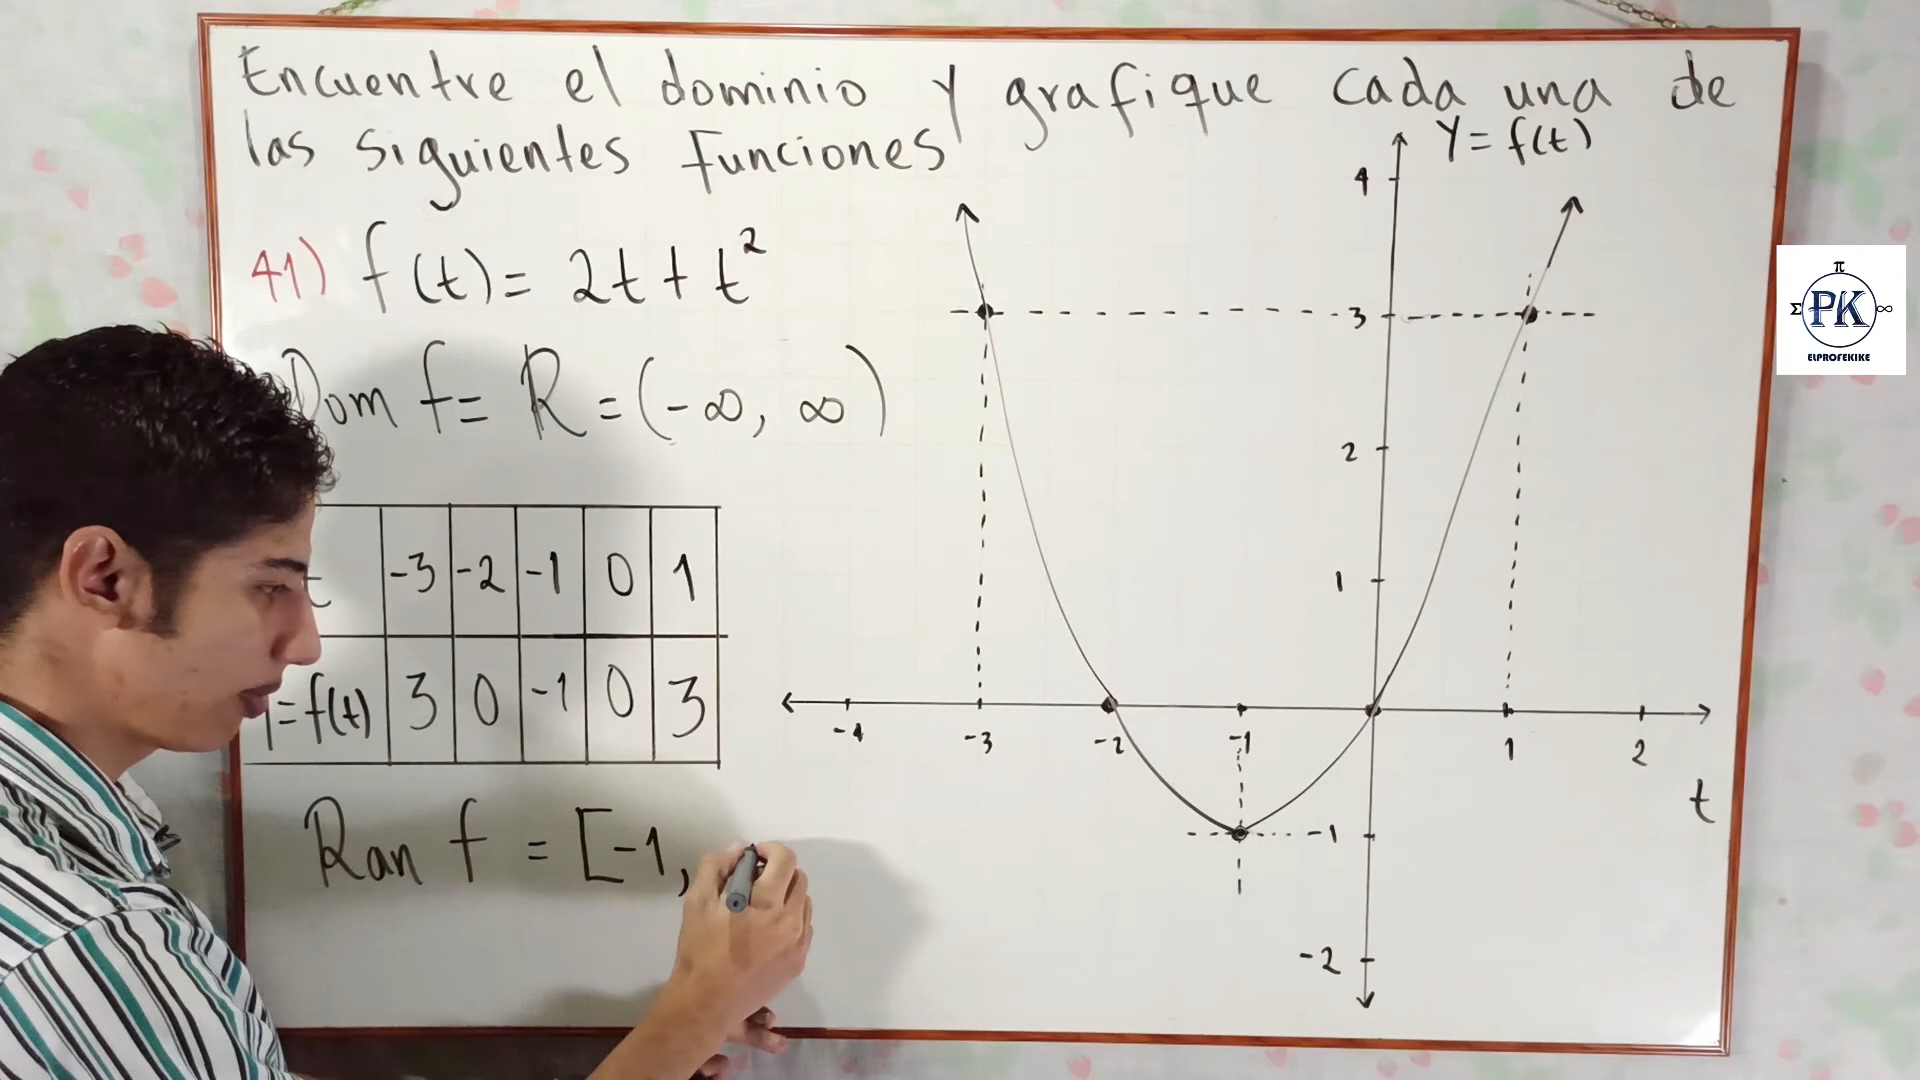 Encuentre el dominio y grafique cada una de
las siguientes funciones
41) f(t) = 2t + t²
Dom f = R = (-∞, ∞)
t -3 -2 -1 0 1
y=f(t) 3 0 -1 0 3
Ran f = [-1,
Y = f(t)
4
3
2
1
-4 -3 -2 -1 1 2
t
-1
-2
π
Σ PK ∞
ELPROFEKIKE